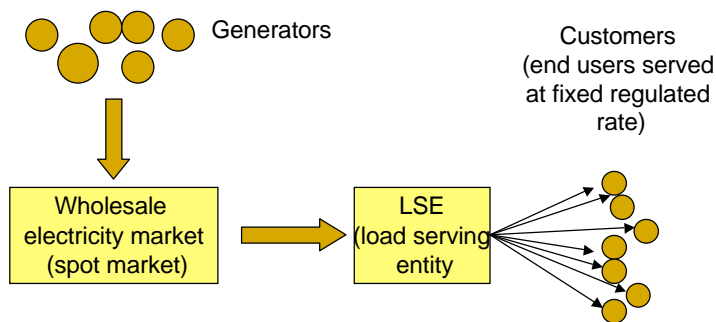 Generators
Customers
(end users served
at fixed regulated
rate)
Wholesale
electricity market
(spot market)
LSE
(load serving
entity